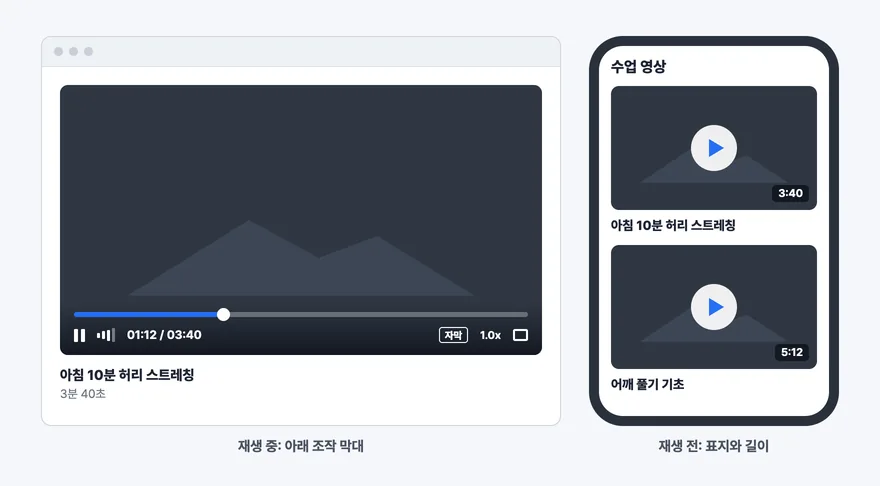 01:12 / 03:40
자막
1.0x
아침 10분 허리 스트레칭
3분 40초
재생 중: 아래 조작 막대
수업 영상
3:40
아침 10분 허리 스트레칭
5:12
어깨 풀기 기초
재생 전: 표지와 길이